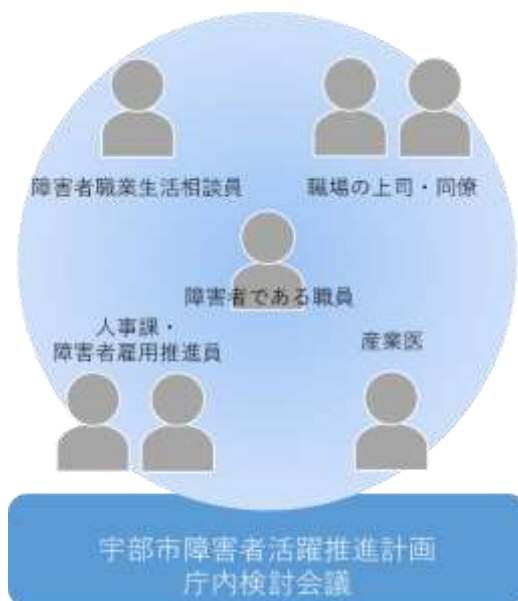 障害者職業生活相談員
職場の上司・同僚
障害者である職員
人事課・
障害者雇用推進員
産業医
宇部市障害者活躍推進計画
庁内検討会議